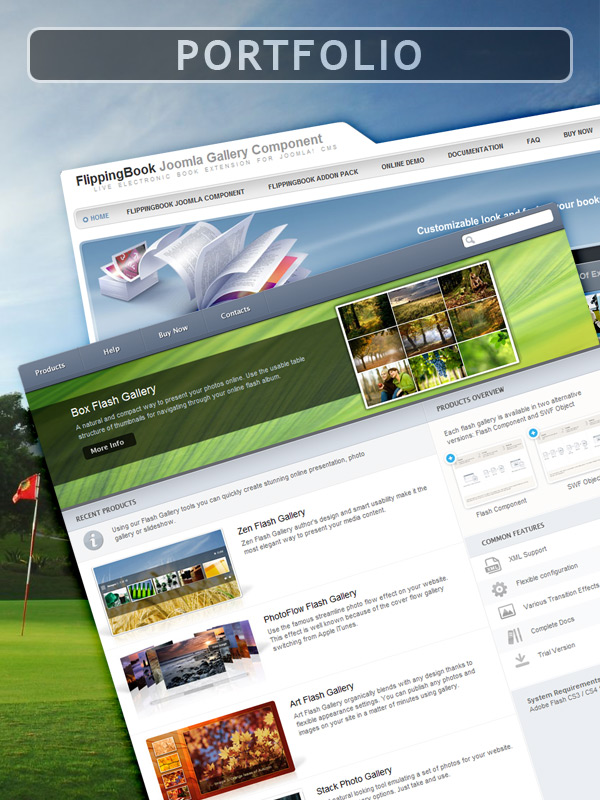 PORTFOLIO
FlippingBook Joomla Gallery Component
LIVE ELECTRONIC BOOK EXTENSION FOR JOOMLA! CMS
HOME FLIPPINGBOOK JOOMLA COMPONENT FLIPPINGBOOK ADDON PACK ONLINE DEMO DOCUMENTATION FAQ BUY NOW
Customizable look and your book
Of Ex
Products Help Buy Now Contacts
Box Flash Gallery
A natural and compact way to present your photos online. Use the usable table
structure of thumbnails for navigating through your online flash album.
More Info
RECENT PRODUCTS
Using our Flash Gallery tools you can quickly create stunning online presentation, photo
gallery or slideshow.
Zen Flash Gallery
Zen Flash Gallery author's design and smart usability make it the
most elegant way to present your media content.
PhotoFlow Flash Gallery
Use the famous streamline photo flow effect on your website.
This effect is well known because of the cover flow gallery
switching from Apple iTunes.
Art Flash Gallery
Art Flash Gallery organically blends with any design thanks to
flexible appearance settings. You can publish any photos and
images on your site in a matter of minutes using gallery.
Stack Photo Gallery
natural looking tool emulating a set of photos for your website.
ory options. Just take and use.
PRODUCTS OVERVIEW
Each flash gallery is available in two alternative
versions: Flash Component and SWF Object
Flash Component
SWF Object
COMMON FEATURES
XML Support
Flexible configuration
Various Transition Effects
Complete Docs
Trial Version
System Requirements
Adobe Flash CS3 / CS4